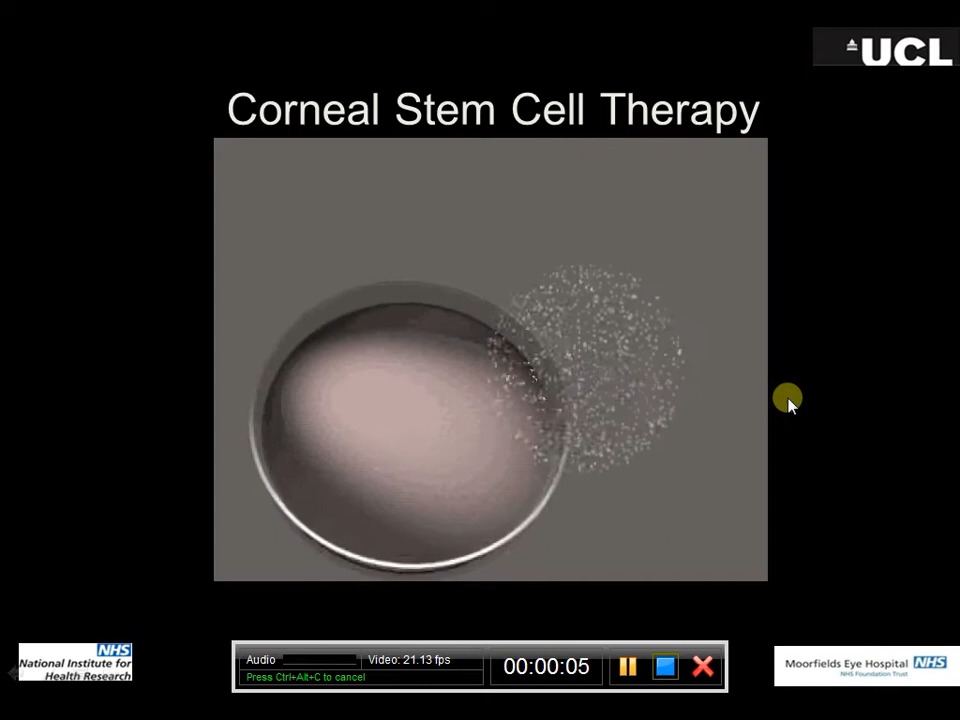 UCL
Corneal Stem Cell Therapy
NHS
National Institute for
Health Research
Audio
Video: 21.13 fps
Press Ctrl+Alt+C to cancel
00:00:05
Moorfields Eye Hospital NHS
NHS Foundation Trust